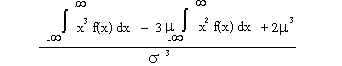 ∫_{-∞}^{∞} x³ f(x) dx - 3 μ ∫_{-∞}^{∞} x² f(x) dx + 2μ³
σ³